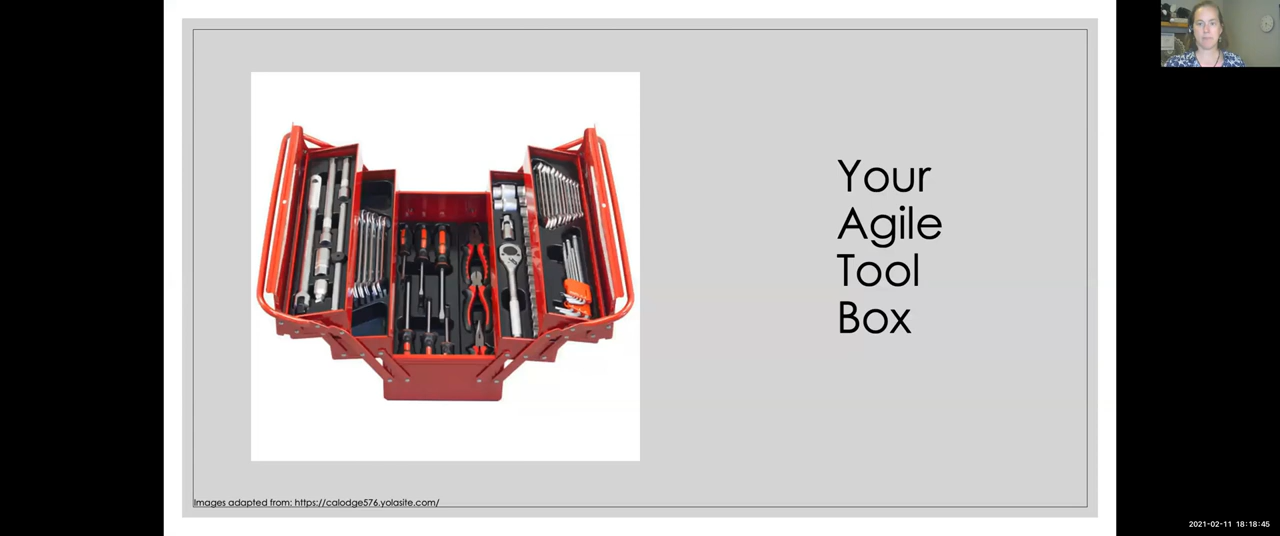 Your
Agile
Tool
Box
Images adapted from: https://calodge576.yolasite.com/
2021-02-11 18:18:45